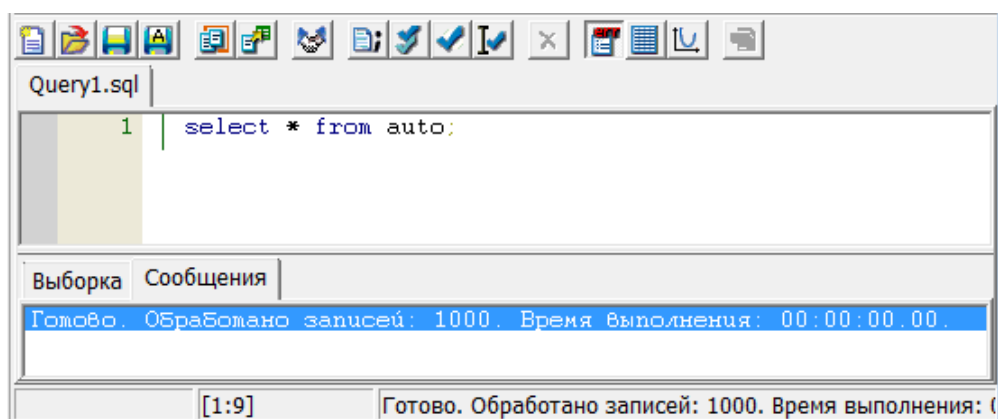 Query1.sql
1 select * from auto;
Выборка Сообщения
Готово. Обработано записей: 1000. Время выполнения: 00:00:00.00.
[1:9] Готово. Обработано записей: 1000. Время выполнения: (